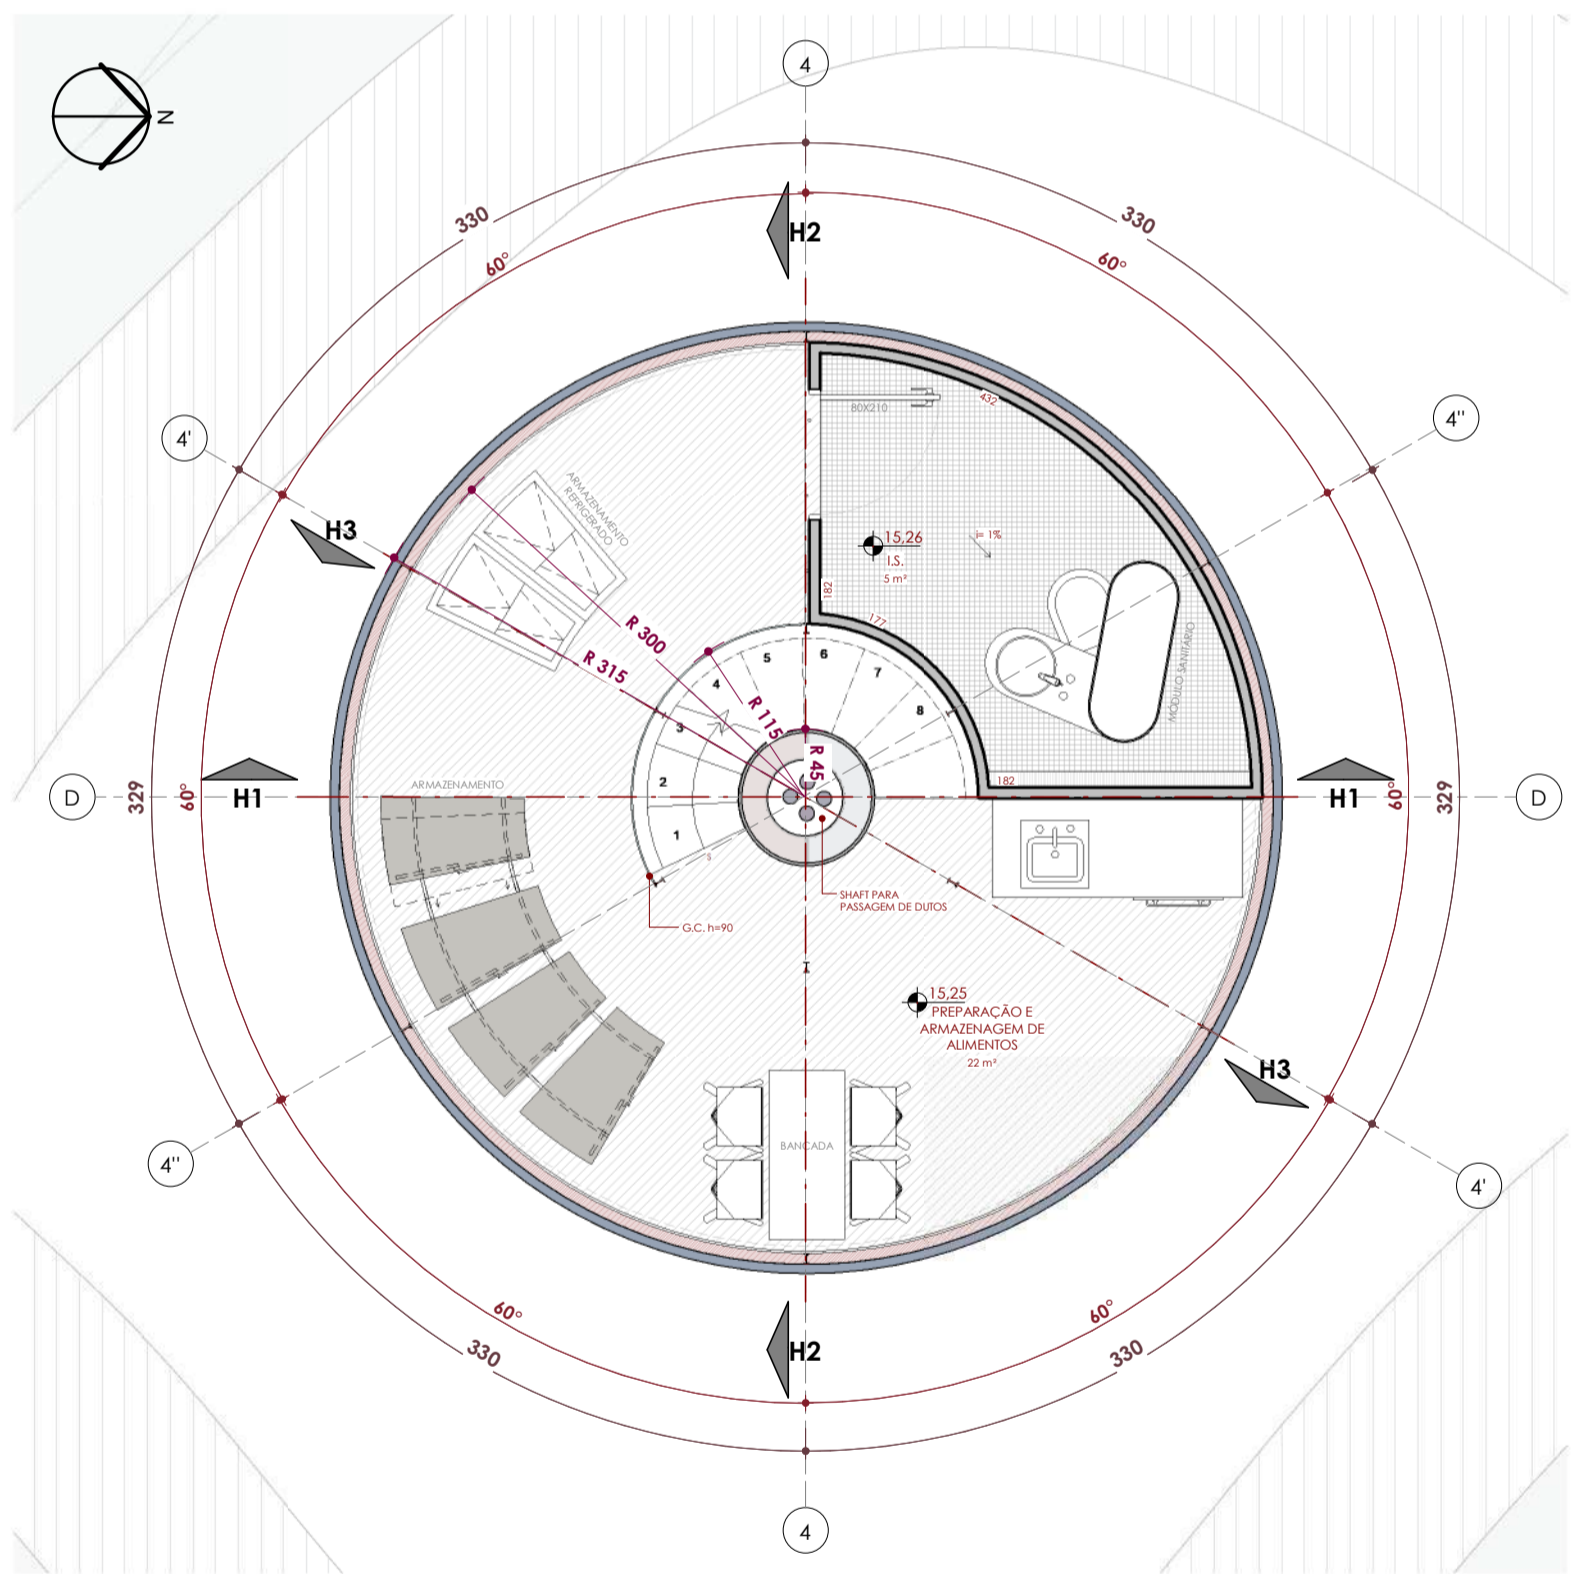 4
N
330
330
H2
60°
60°
432
80X210
4'
4''
H3
ARMAZENAMENTO
REFRIGERADO
15,26
I.S.
5 m²
i= 1%
182
177
R 300
R 315
R 115
R 45
MÓDULO SANITÁRIO
1
2
3
4
5
6
7
8
S
182
ARMAZENAMENTO
D
329
60°
H1
H1
60°
329
D
SHAFT PARA
PASSAGEM DE DUTOS
G.C. h=90
15,25
PREPARAÇÃO E
ARMAZENAGEM DE
ALIMENTOS
22 m²
H3
BANCADA
4''
4'
60°
60°
330
330
H2
4